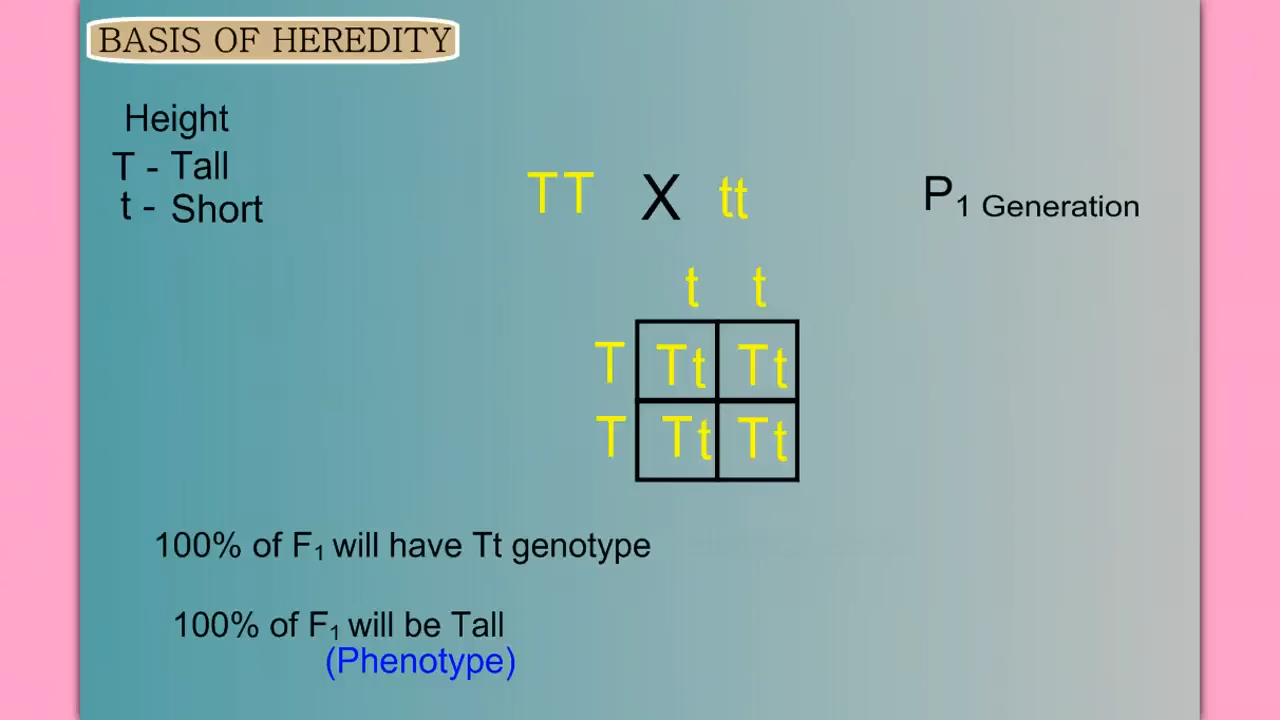 BASIS OF HEREDITY
Height
T - Tall
t - Short
TT X tt
P1 Generation
t t
T Tt Tt
T Tt Tt
100% of F1 will have Tt genotype
100% of F1 will be Tall
(Phenotype)